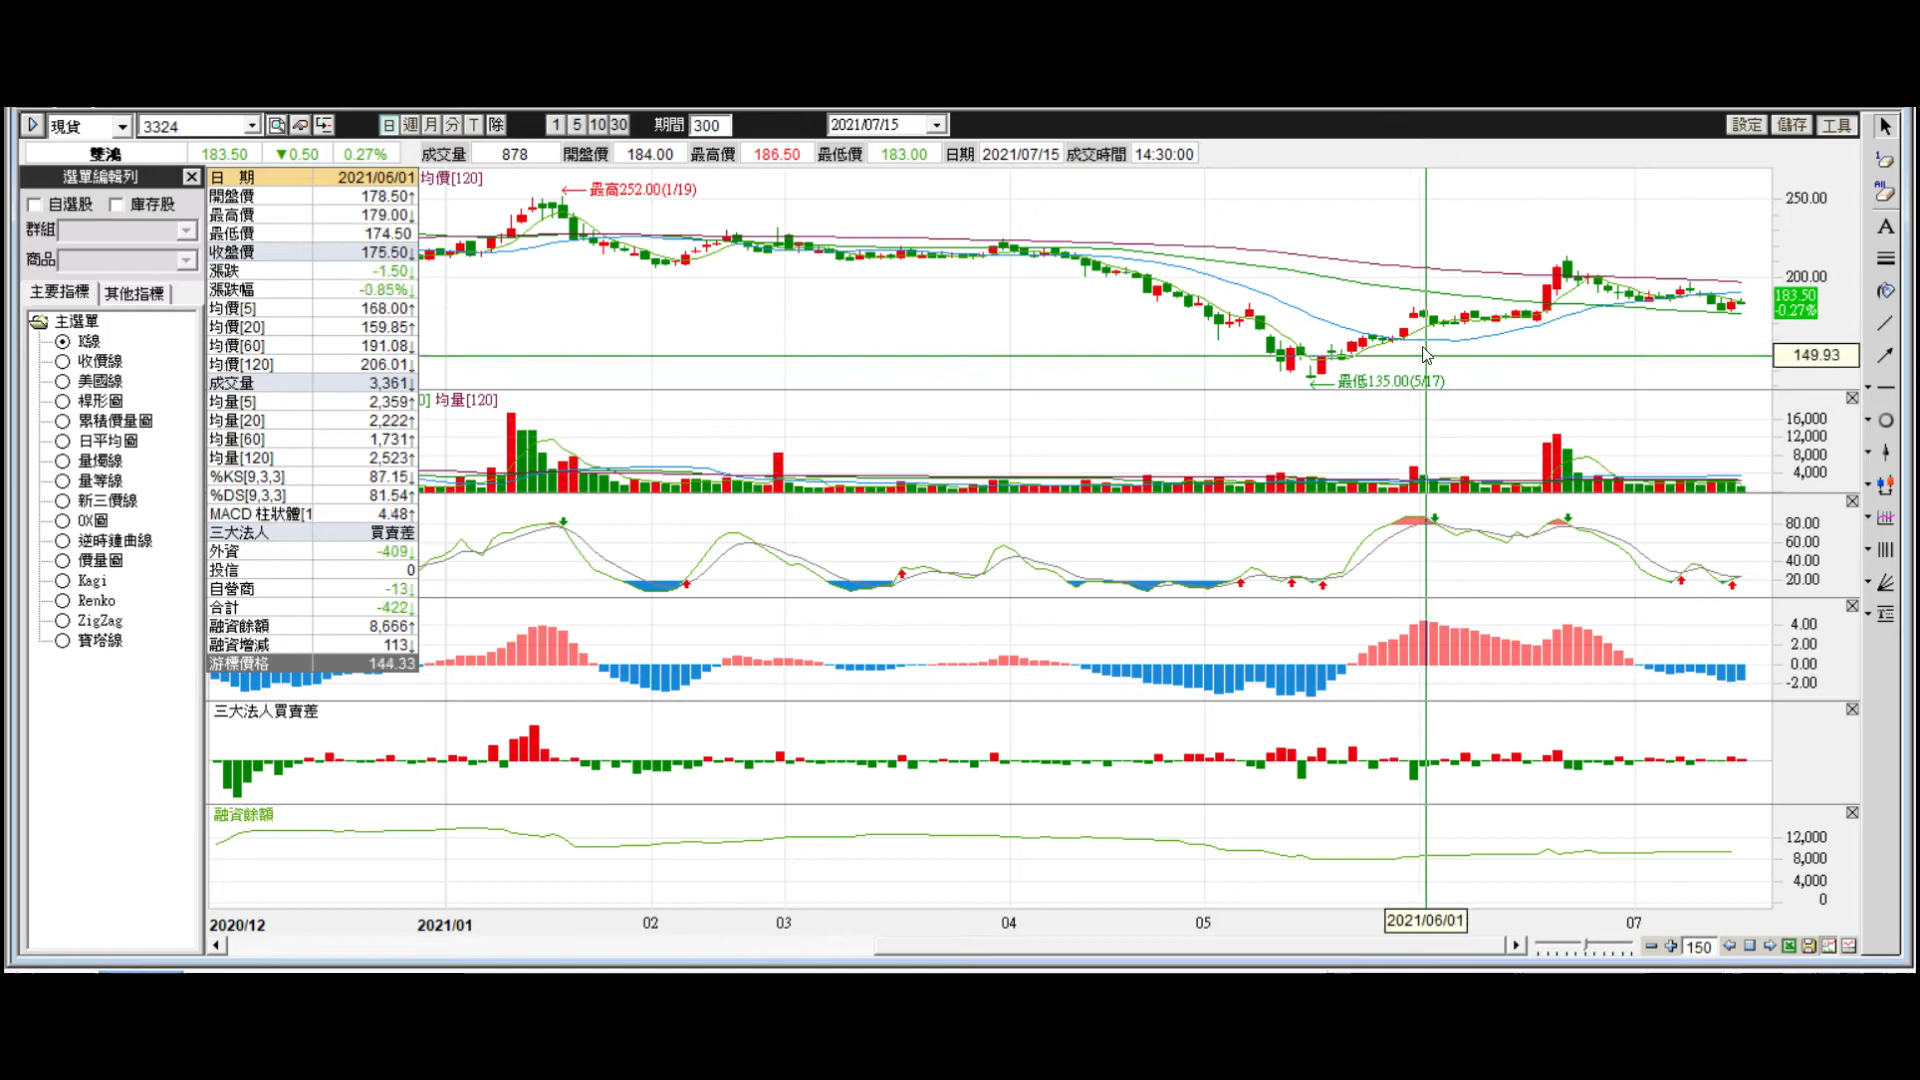 現貨 3324 日 週 月 分 T 除 1 5 10 30 期間 300 2021/07/15 設定 儲存 工具
雙鴻 183.50 ▼0.50 0.27% 成交量 878 開盤價 184.00 最高價 186.50 最低價 183.00 日期 2021/07/15 成交時間 14:30:00
選單編輯列
自選股 庫存股
群組
商品
主要指標 其他指標
主選單
K線
收價線
美國線
桿形圖
累積價量圖
日平均圖
量燭線
量等線
新三價線
OX圖
逆時鐘曲線
價量圖
Kagi
Renko
ZigZag
寶塔線
日 期 2021/06/01
開盤價 178.50↑
最高價 179.00↓
最低價 174.50
收盤價 175.50↓
漲跌 -1.50↓
漲跌幅 -0.85%↓
均價[5] 168.00↑
均價[20] 159.85↑
均價[60] 191.08↓
均價[120] 206.01↓
成交量 3,361↓
均量[5] 2,359↑
均量[20] 2,222↑
均量[60] 1,731↑
均量[120] 2,523↑
%KS[9,3,3] 87.15↓
%DS[9,3,3] 81.54↑
MACD 柱狀體[1 4.48↑
三大法人 買賣差
外資 -409↓
投信 0
自營商 -13↓
合計 -422↓
融資餘額 8,666↑
融資增減 113↓
游標價格 144.33
均價[120]
最高252.00(1/19)
最低135.00(5/17)
250.00
200.00
183.50
-0.27%
149.93
0] 均量[120]
16,000
12,000
8,000
4,000
80.00
60.00
40.00
20.00
4.00
2.00
0.00
-2.00
三大法人買賣差
融資餘額
12,000
8,000
4,000
0
2020/12 2021/01 02 03 04 05 2021/06/01 07
150